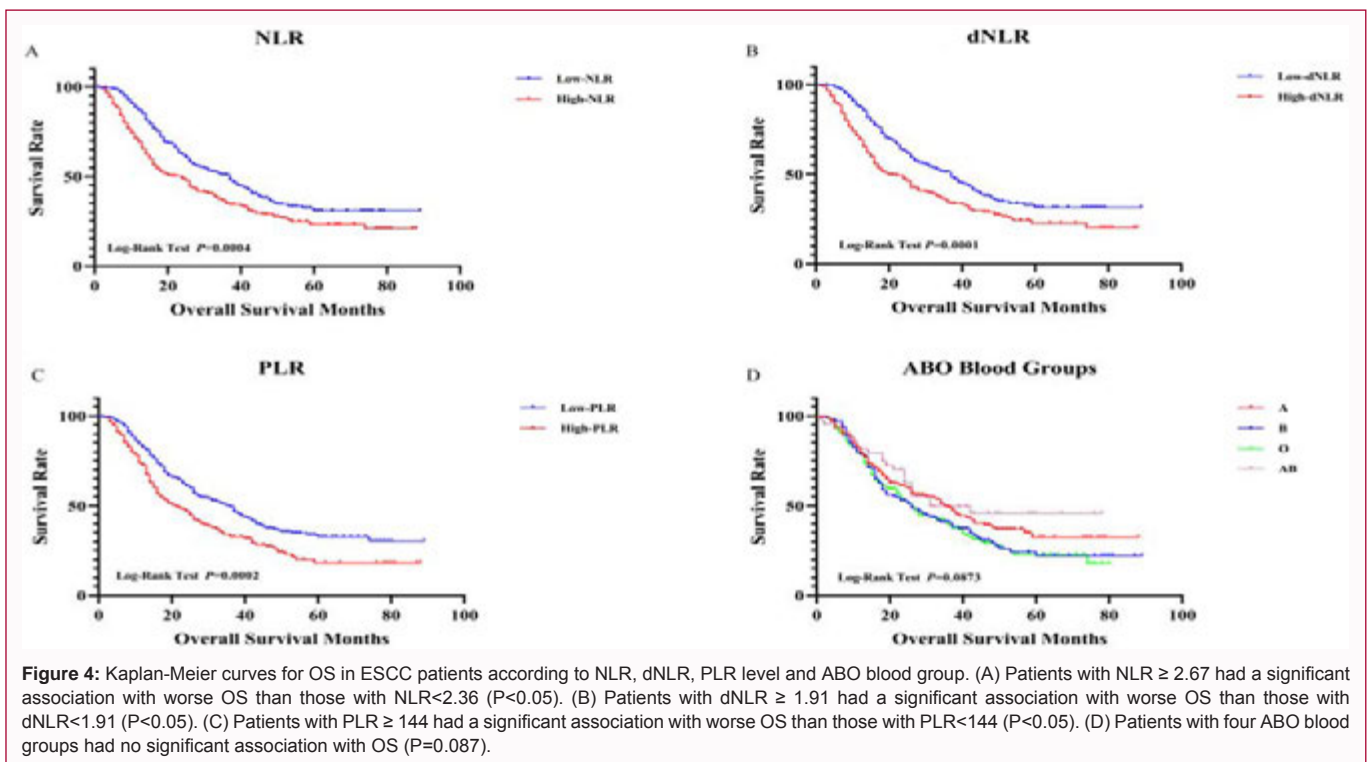 A
NLR
Low-NLR
High-NLR
100
50
0
Survival Rate
Log-Rank Test P=0.0004
0 20 40 60 80 100
Overall Survival Months
B
dNLR
Low-dNLR
High-dNLR
100
50
0
Survival Rate
Log-Rank Test P=0.0001
0 20 40 60 80 100
Overall Survival Months
C
PLR
Low-PLR
High-PLR
100
50
0
Survival Rate
Log-Rank Test P=0.0002
0 20 40 60 80 100
Overall Survival Months
D
ABO Blood Groups
A
B
O
AB
100
50
0
Survival Rate
Log-Rank Test P=0.0873
0 20 40 60 80 100
Overall Survival Months
Figure 4: Kaplan-Meier curves for OS in ESCC patients according to NLR, dNLR, PLR level and ABO blood group. (A) Patients with NLR ≥ 2.67 had a significant
association with worse OS than those with NLR<2.36 (P<0.05). (B) Patients with dNLR ≥ 1.91 had a significant association with worse OS than those with
dNLR<1.91 (P<0.05). (C) Patients with PLR ≥ 144 had a significant association with worse OS than those with PLR<144 (P<0.05). (D) Patients with four ABO blood
groups had no significant association with OS (P=0.087).